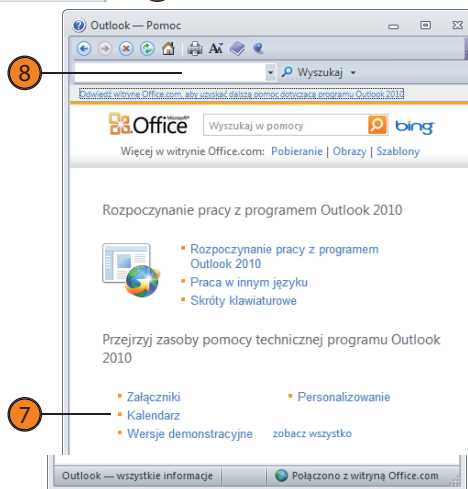 Outlook — Pomoc
8
Wyszukaj
Odwiedź witrynę Office.com, aby uzyskać dalszą pomoc dotyczącą programu Outlook 2010
Microsoft
Office
Wyszukaj w pomocy
bing
Więcej w witrynie Office.com: Pobieranie | Obrazy | Szablony
Rozpoczynanie pracy z programem Outlook 2010
Rozpoczynanie pracy z programem
Outlook 2010
Praca w innym języku
Skróty klawiaturowe
Przejrzyj zasoby pomocy technicznej programu Outlook
2010
Załączniki Personalizowanie
7
Kalendarz
Wersje demonstracyjne zobacz wszystko
Outlook — wszystkie informacje Połączono z witryną Office.com